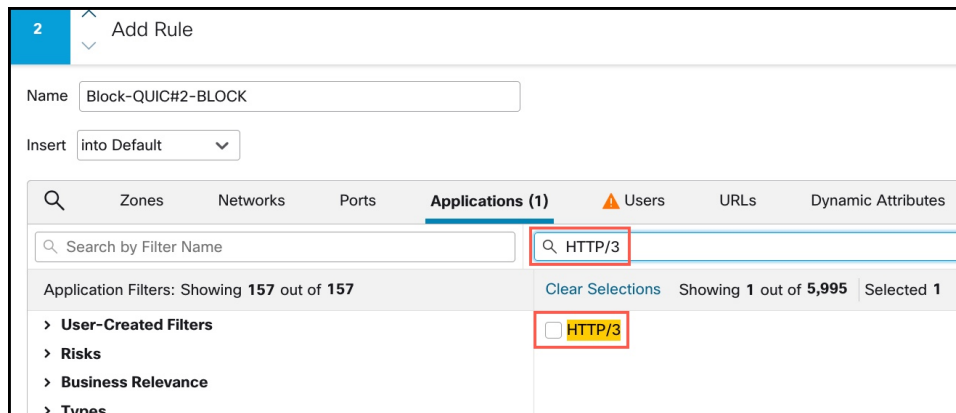 2 Add Rule
Name Block-QUIC#2-BLOCK
Insert into Default
Zones Networks Ports Applications (1) Users URLs Dynamic Attributes
Search by Filter Name HTTP/3
Application Filters: Showing 157 out of 157 Clear Selections Showing 1 out of 5,995 Selected 1
User-Created Filters HTTP/3
Risks
Business Relevance
Types